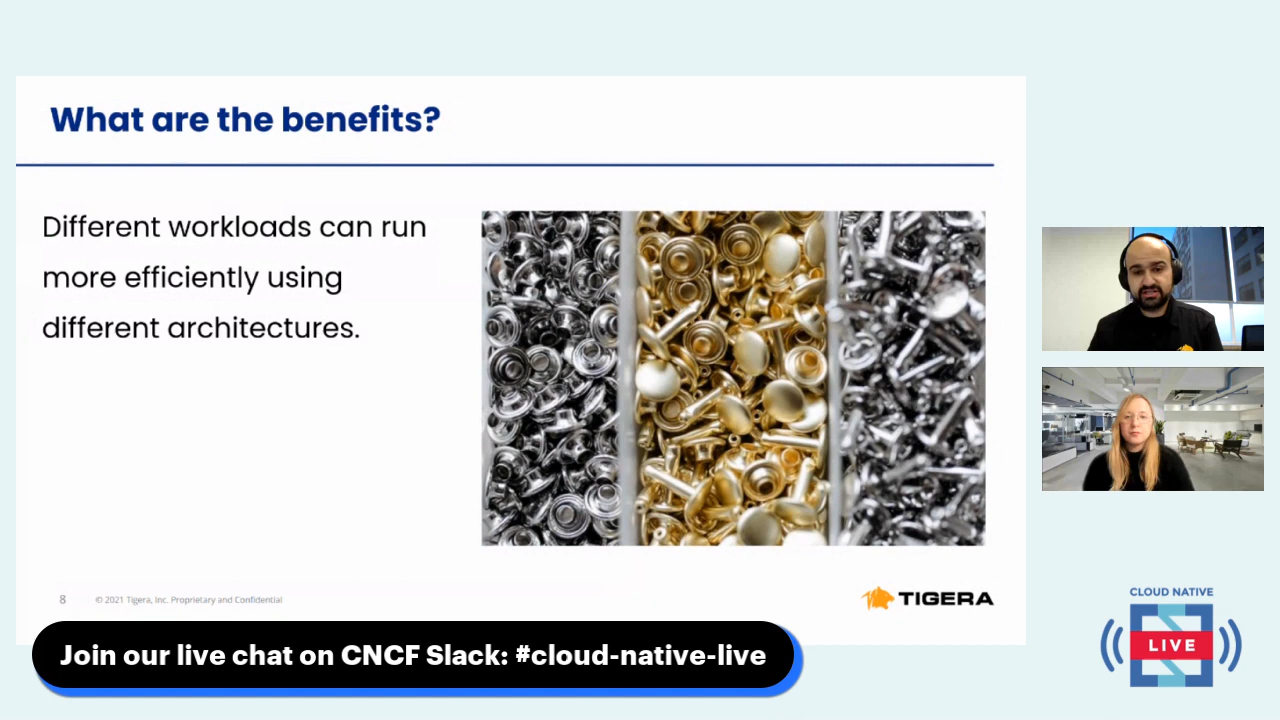 What are the benefits?
Different workloads can run
more efficiently using
different architectures.
8
© 2021 Tigera, Inc. Proprietary and Confidential
TIGERA
Join our live chat on CNCF Slack: #cloud-native-live
CLOUD NATIVE
LIVE